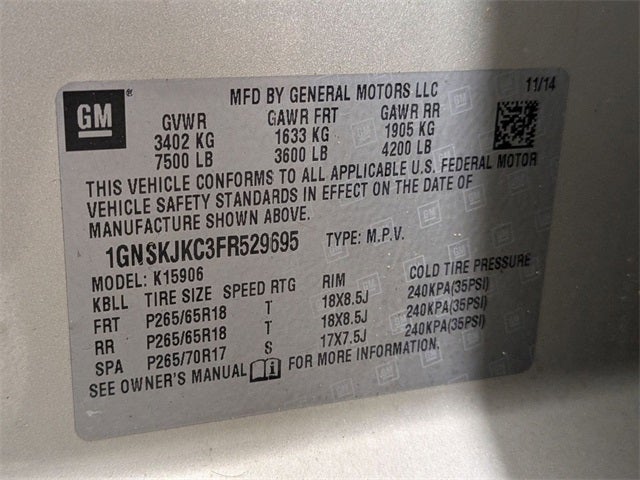 GM
MFD BY GENERAL MOTORS LLC 11/14
GVWR GAWR FRT GAWR RR
3402 KG 1633 KG 1905 KG
7500 LB 3600 LB 4200 LB
THIS VEHICLE CONFORMS TO ALL APPLICABLE U.S. FEDERAL MOTOR
VEHICLE SAFETY STANDARDS IN EFFECT ON THE DATE OF
MANUFACTURE SHOWN ABOVE.
1GNSKJKC3FR529695 TYPE: M.P.V.
MODEL: K15906
KBLL TIRE SIZE SPEED RTG RIM COLD TIRE PRESSURE
FRT P265/65R18 T 18X8.5J 240KPA(35PSI)
RR P265/65R18 T 18X8.5J 240KPA(35PSI)
SPA P265/70R17 S 17X7.5J 240KPA(35PSI)
SEE OWNER'S MANUAL FOR MORE INFORMATION.